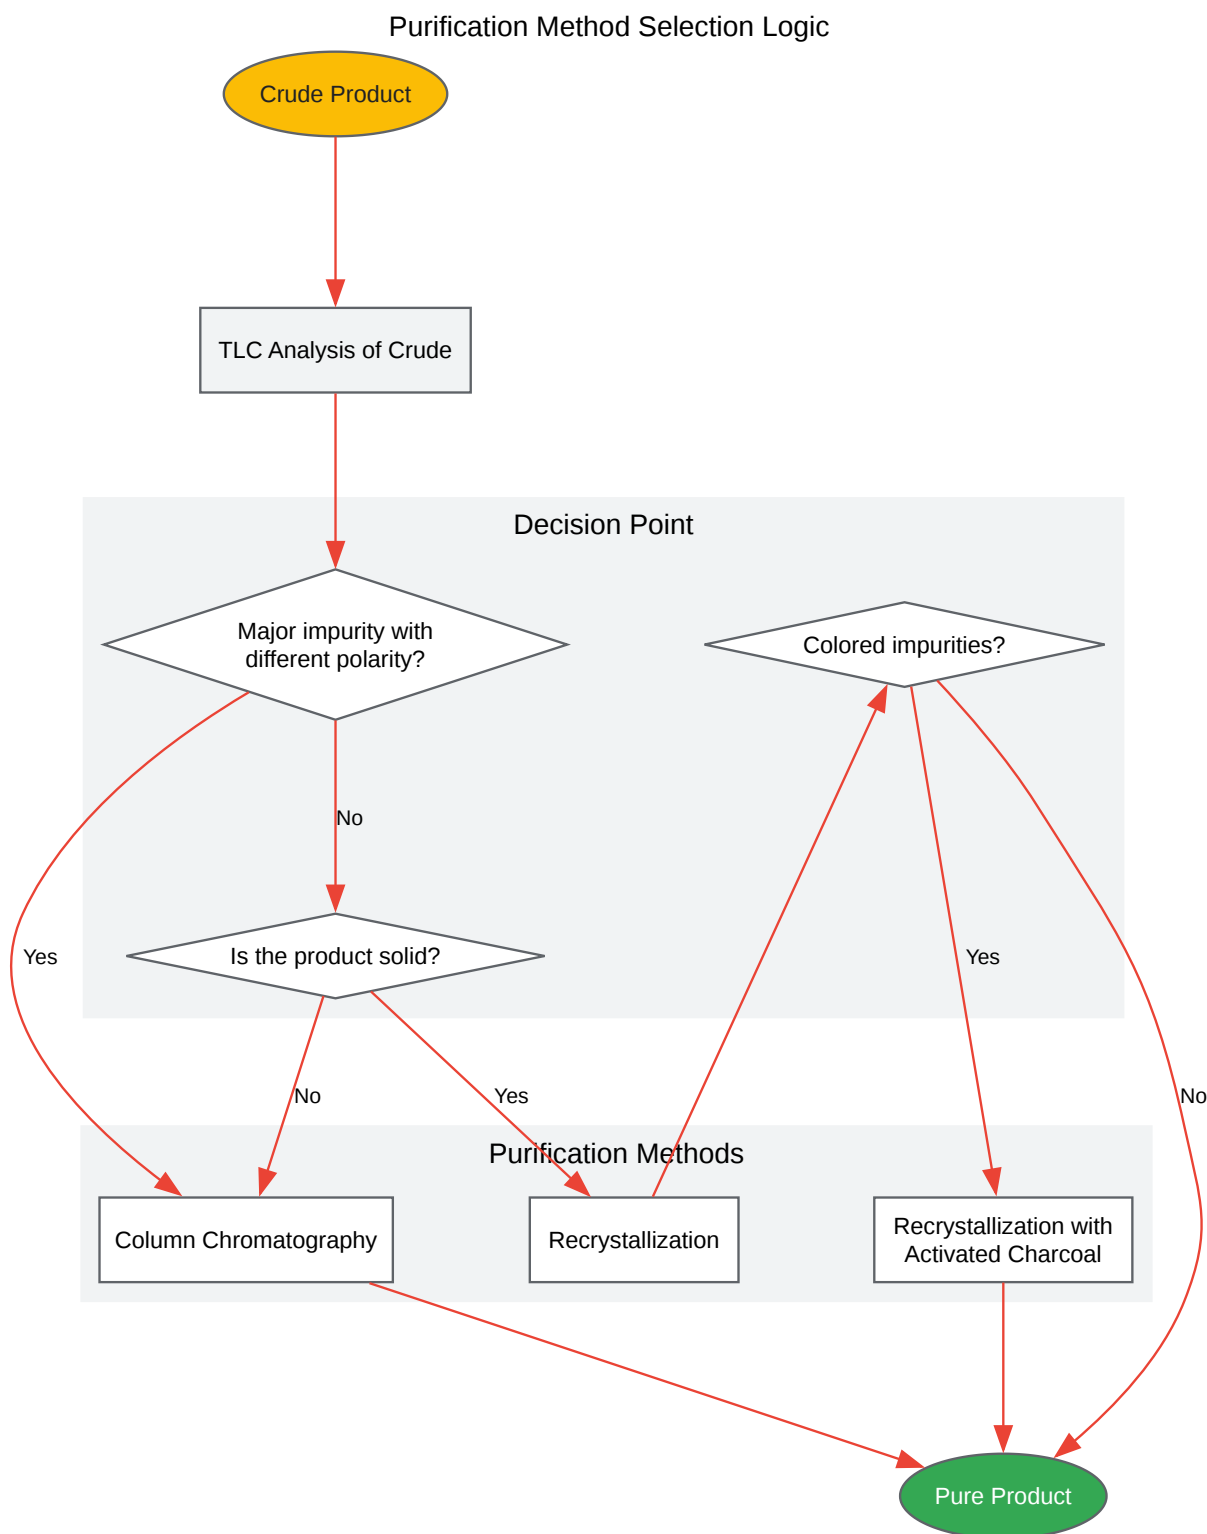 Purification Method Selection Logic
Crude Product
TLC Analysis of Crude
Decision Point
Major impurity with
different polarity?
Colored impurities?
No
Is the product solid?
Yes
Yes
No
Yes
No
Purification Methods
Column Chromatography
Recrystallization
Recrystallization with
Activated Charcoal
Pure Product